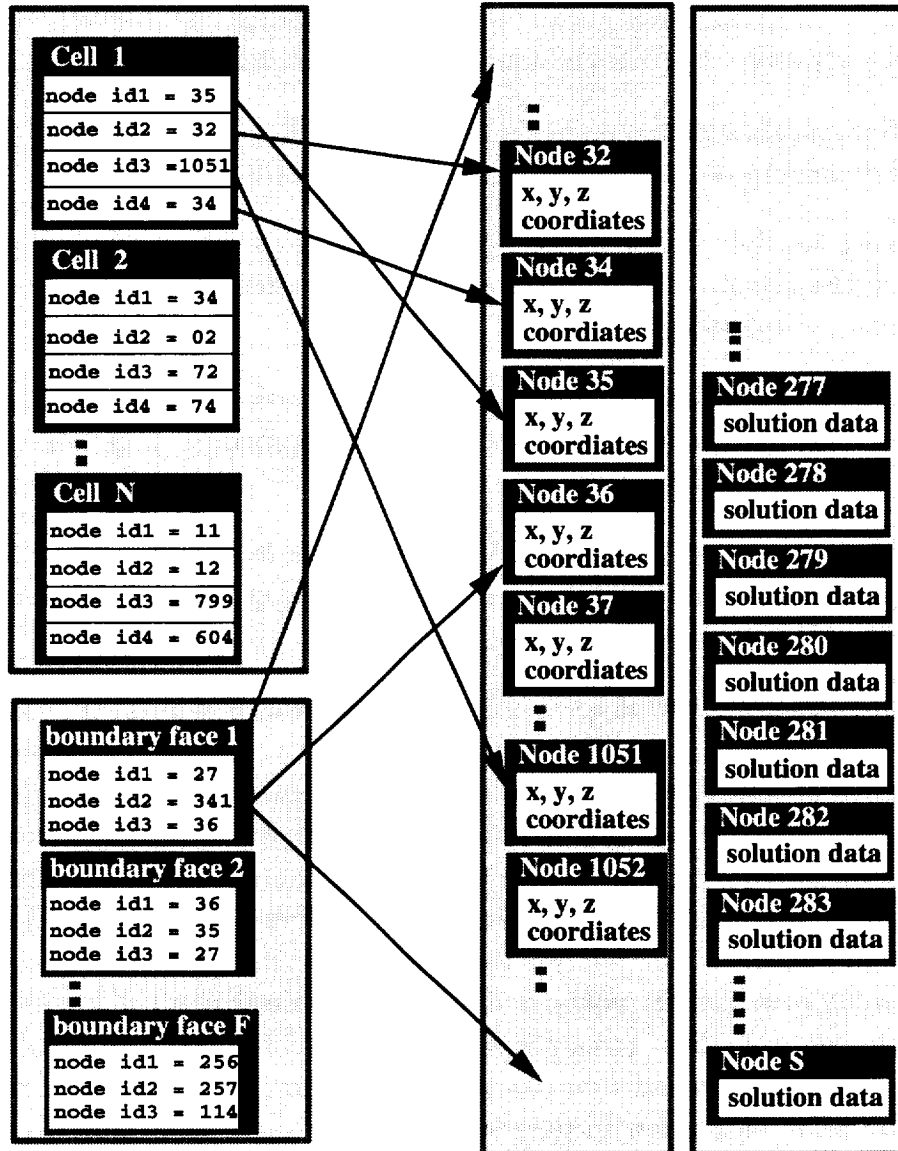 Cell 1
node id1 = 35
node id2 = 32
node id3 =1051
node id4 = 34
Cell 2
node id1 = 34
node id2 = 02
node id3 = 72
node id4 = 74
Cell N
node id1 = 11
node id2 = 12
node id3 = 799
node id4 = 604
boundary face 1
node id1 = 27
node id2 = 341
node id3 = 36
boundary face 2
node id1 = 36
node id2 = 35
node id3 = 27
boundary face F
node id1 = 256
node id2 = 257
node id3 = 114
Node 32
x, y, z
coordiates
Node 34
x, y, z
coordiates
Node 35
x, y, z
coordiates
Node 36
x, y, z
coordiates
Node 37
x, y, z
coordiates
Node 1051
x, y, z
coordiates
Node 1052
x, y, z
coordiates
Node 277
solution data
Node 278
solution data
Node 279
solution data
Node 280
solution data
Node 281
solution data
Node 282
solution data
Node 283
solution data
Node S
solution data